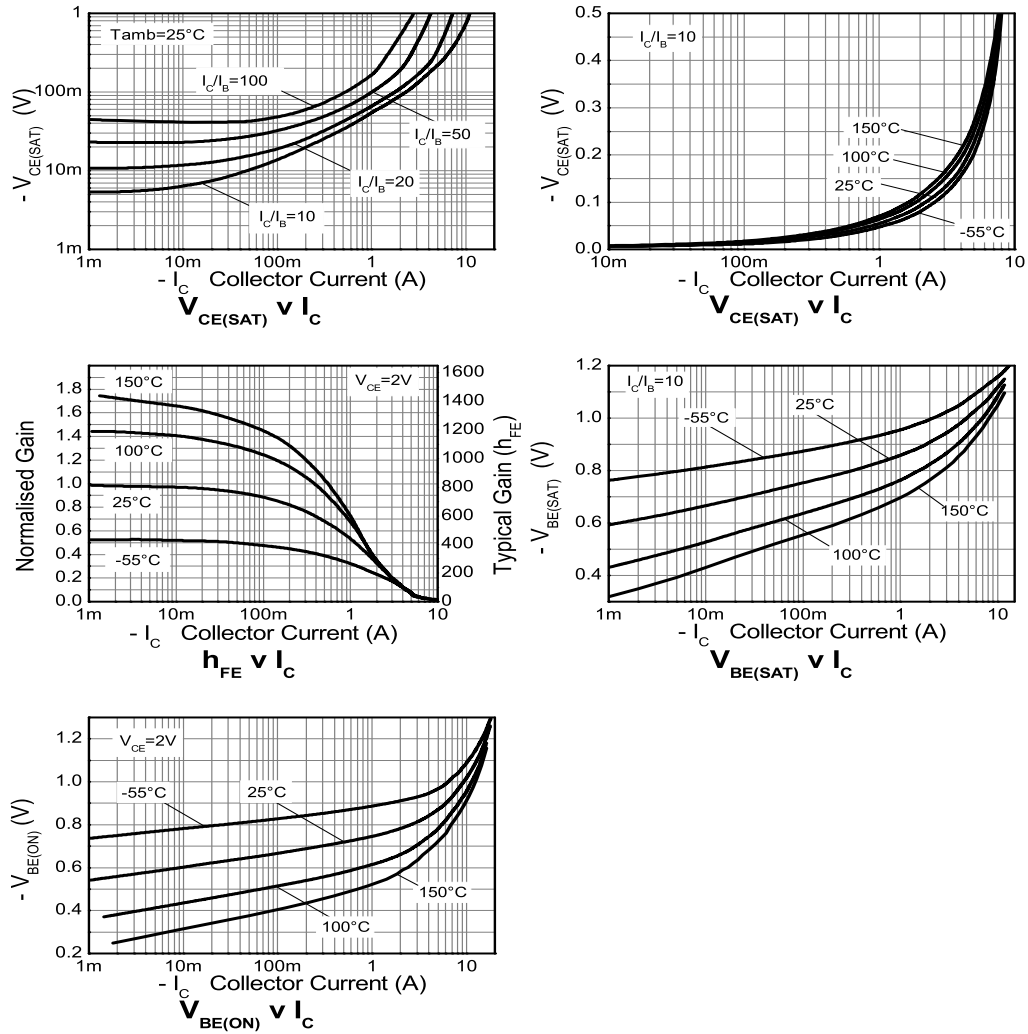 Tamb=25°C
IC/IB=100
IC/IB=50
IC/IB=20
IC/IB=10
1
100m
10m
1m
- VCE(SAT) (V)
1m 10m 100m 1 10
- IC Collector Current (A)
VCE(SAT) v IC
IC/IB=10
150°C
100°C
25°C
-55°C
0.5
0.4
0.3
0.2
0.1
0.0
- VCE(SAT) (V)
10m 100m 1 10
- IC Collector Current (A)
VCE(SAT) v IC
150°C
VCE=2V
100°C
25°C
-55°C
1.8
1.6
1.4
1.2
1.0
0.8
0.6
0.4
0.2
0.0
Normalised Gain
1600
1400
1200
1000
800
600
400
200
0
Typical Gain (hFE)
1m 10m 100m 1 10
- IC Collector Current (A)
hFE v IC
IC/IB=10
-55°C
25°C
150°C
100°C
1.2
1.0
0.8
0.6
0.4
- VBE(SAT) (V)
1m 10m 100m 1 10
- IC Collector Current (A)
VBE(SAT) v IC
VCE=2V
-55°C
25°C
150°C
100°C
1.2
1.0
0.8
0.6
0.4
0.2
- VBE(ON) (V)
1m 10m 100m 1 10
- IC Collector Current (A)
VBE(ON) v IC